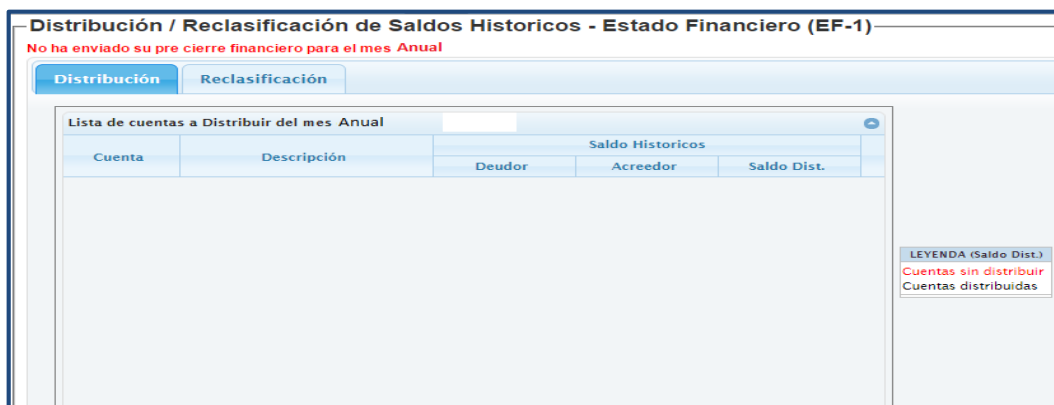 Distribución / Reclasificación de Saldos Historicos - Estado Financiero (EF-1)
No ha enviado su pre cierre financiero para el mes Anual
Distribución Reclasificación
Lista de cuentas a Distribuir del mes Anual
Cuenta Descripción Saldo Historicos
Deudor Acreedor Saldo Dist.
LEYENDA (Saldo Dist.)
Cuentas sin distribuir
Cuentas distribuidas